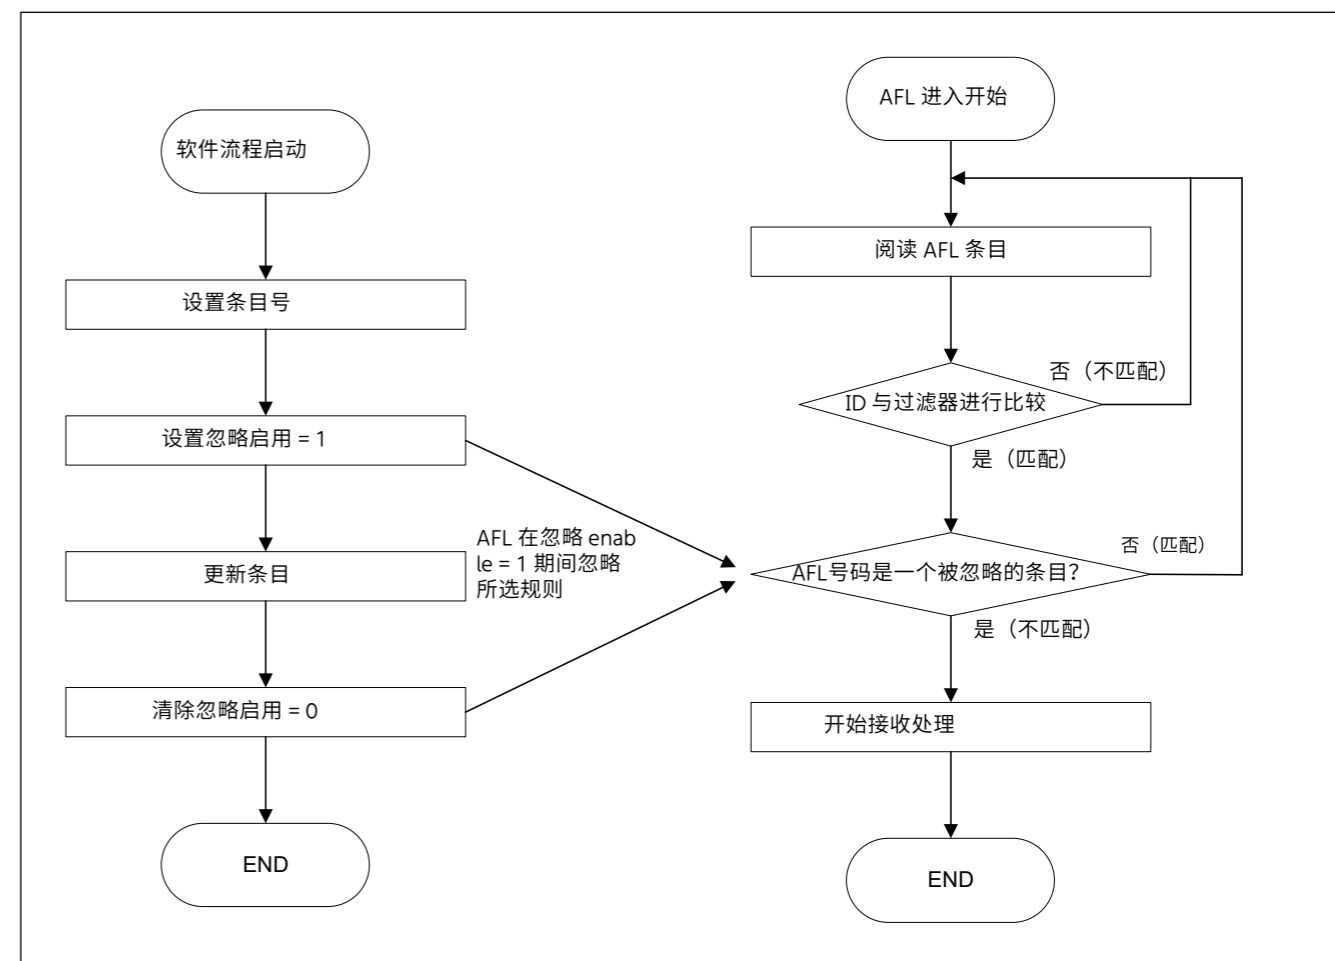 软件流程启动
设置条目号
设置忽略启用 = 1
更新条目
清除忽略启用 = 0
END
AFL 在忽略 enab
le = 1 期间忽略
所选规则
AFL 进入开始
阅读 AFL 条目
ID 与过滤器进行比较
否（不匹配）
是（匹配）
AFL号码是一个被忽略的条目?
否（匹配）
是（不匹配）
开始接收处理
END